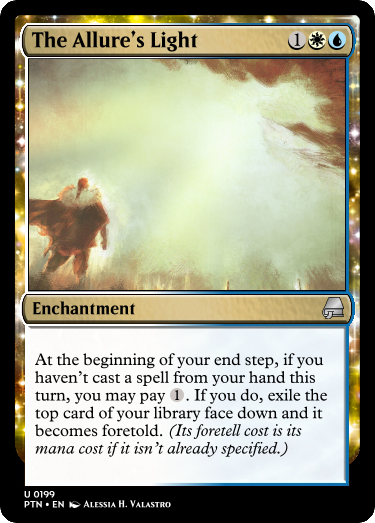 The Allure's Light 1
Enchantment
At the beginning of your end step, if you
haven't cast a spell from your hand this
turn, you may pay 1. If you do, exile the
top card of your library face down and it
becomes foretold. (Its foretell cost is its
mana cost if it isn't already specified.)
U 0199
PTN • EN Alessia H. Valastro